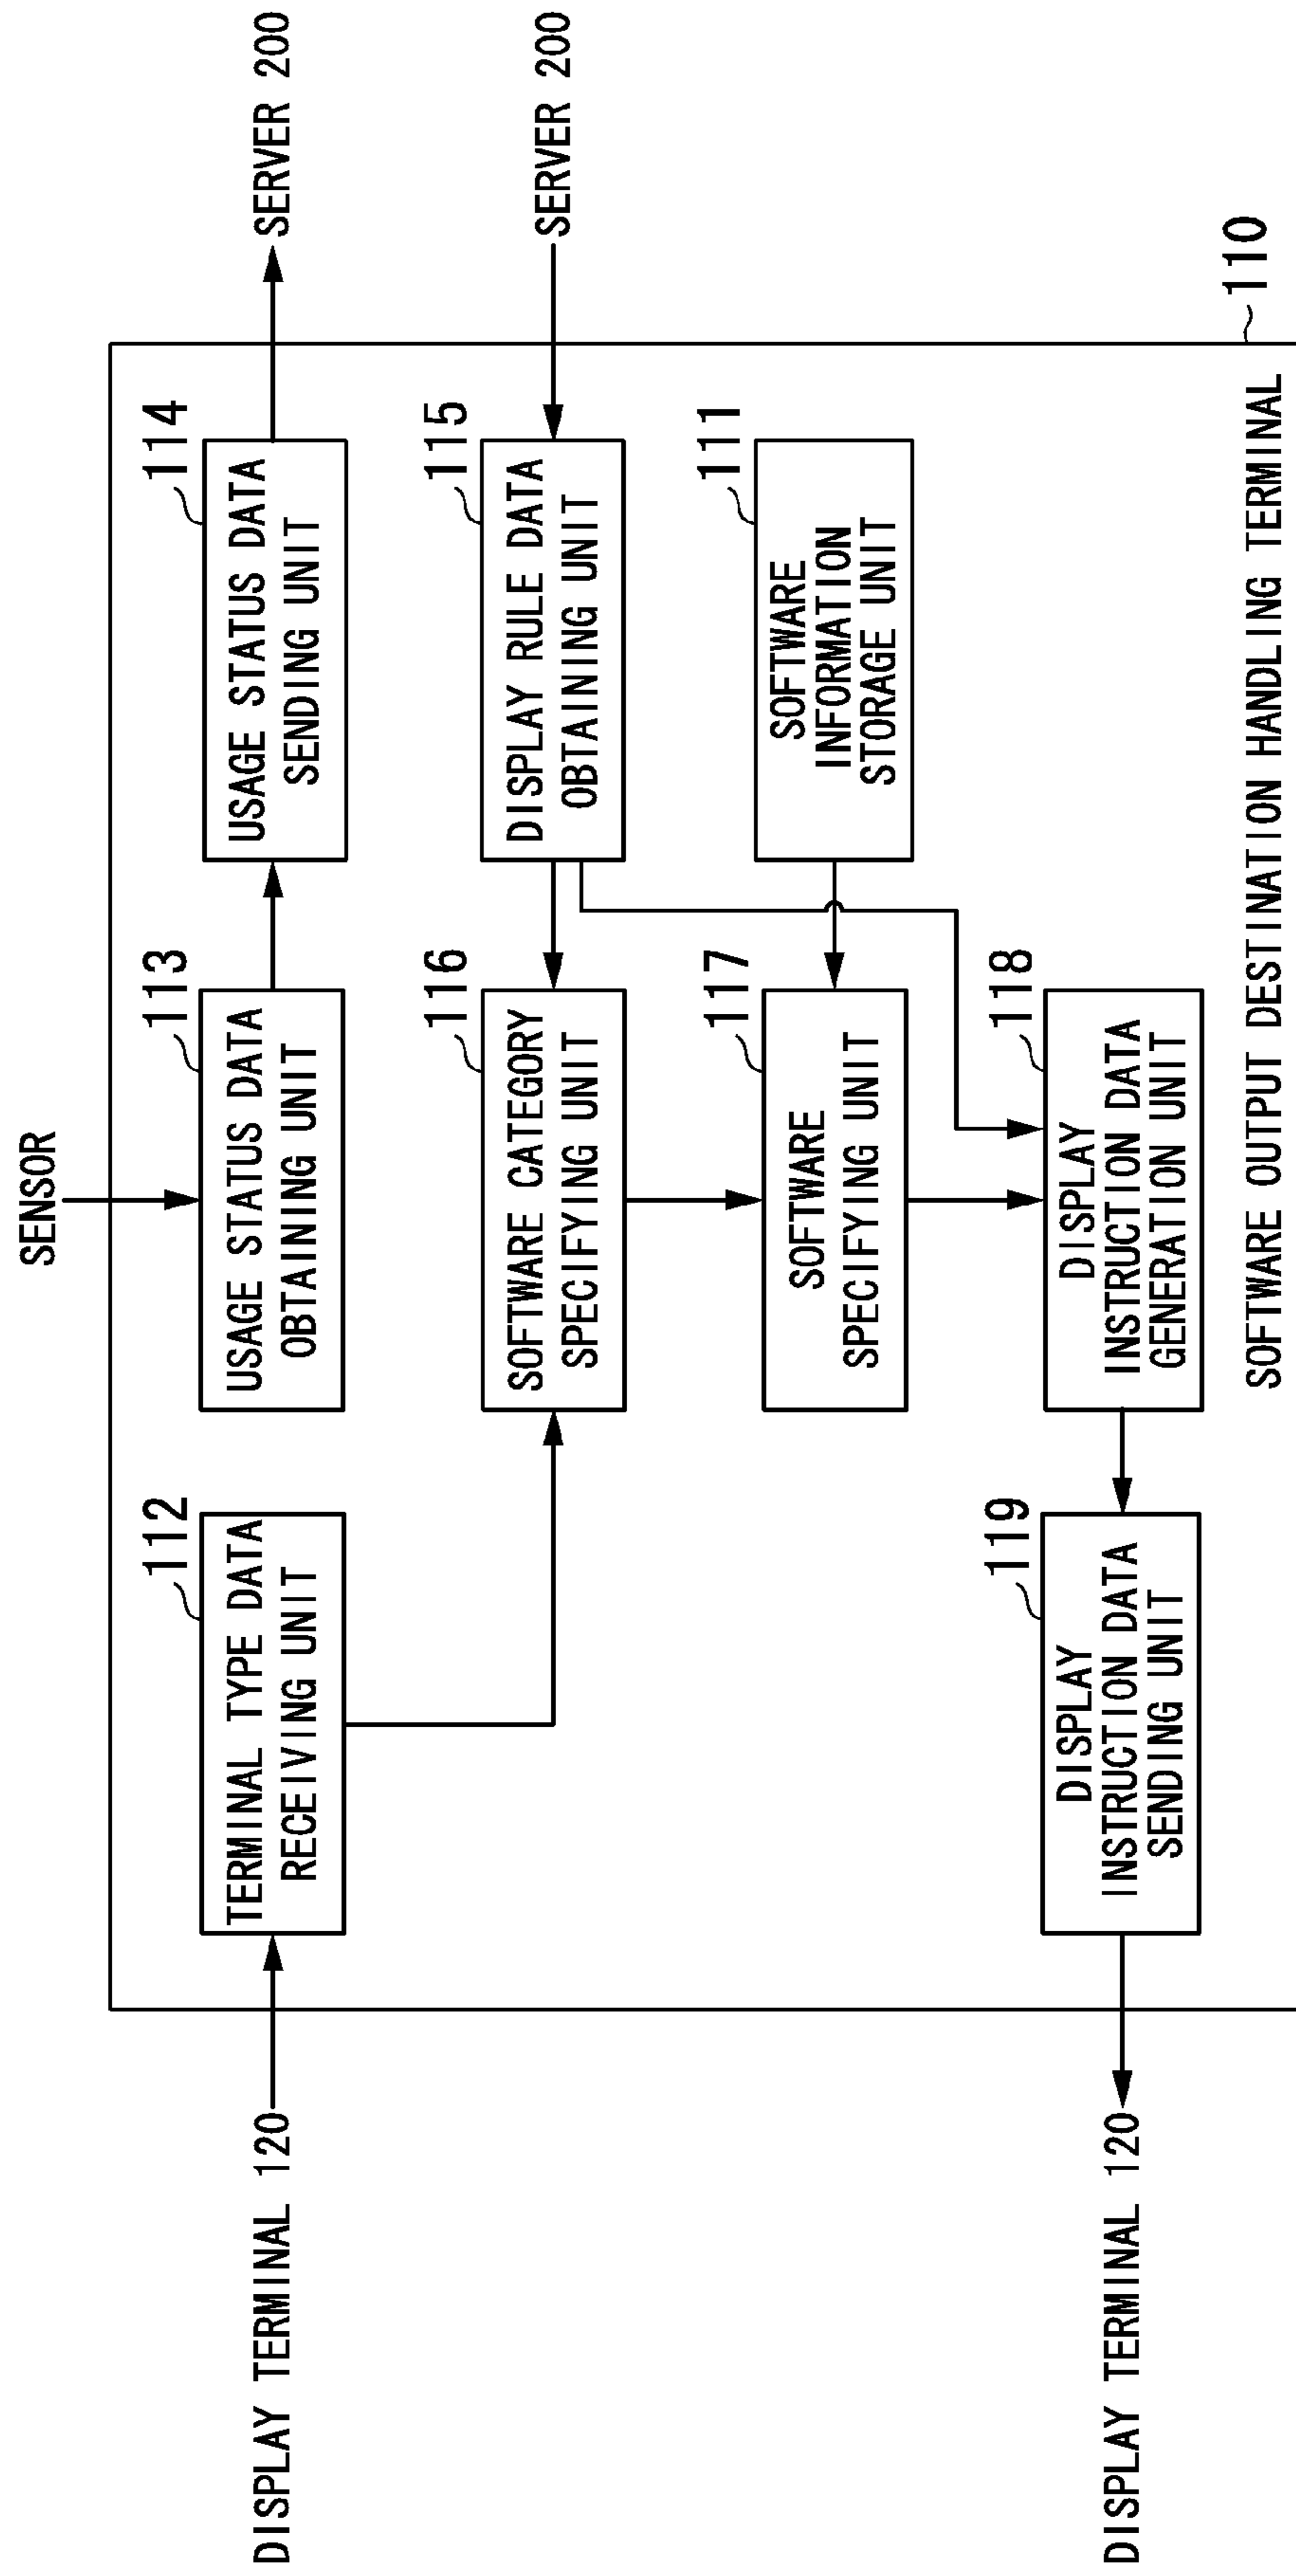 SENSOR
112
TERMINAL TYPE DATA
RECEIVING UNIT
113
USAGE STATUS DATA
OBTAINING UNIT
114
USAGE STATUS DATA
SENDING UNIT
DISPLAY TERMINAL 120
SERVER 200
116
SOFTWARE CATEGORY
SPECIFYING UNIT
115
DISPLAY RULE DATA
OBTAINING UNIT
SERVER 200
117
SOFTWARE
SPECIFYING UNIT
111
SOFTWARE
INFORMATION
STORAGE UNIT
119
DISPLAY
INSTRUCTION DATA
SENDING UNIT
118
DISPLAY
INSTRUCTION DATA
GENERATION UNIT
DISPLAY TERMINAL 120
110
SOFTWARE OUTPUT DESTINATION HANDLING TERMINAL